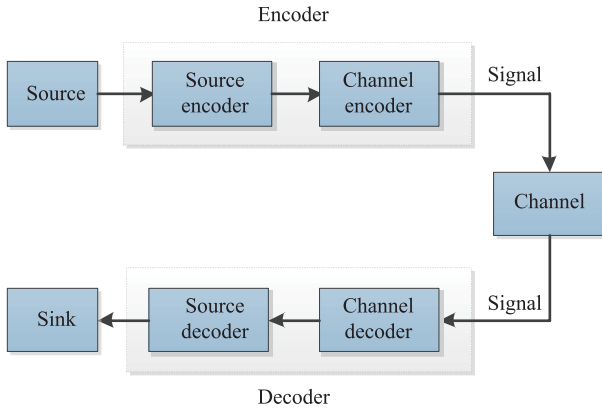 Encoder
Source
Source
encoder
Channel
encoder
Signal
Channel
Sink
Source
decoder
Channel
decoder
Signal
Decoder